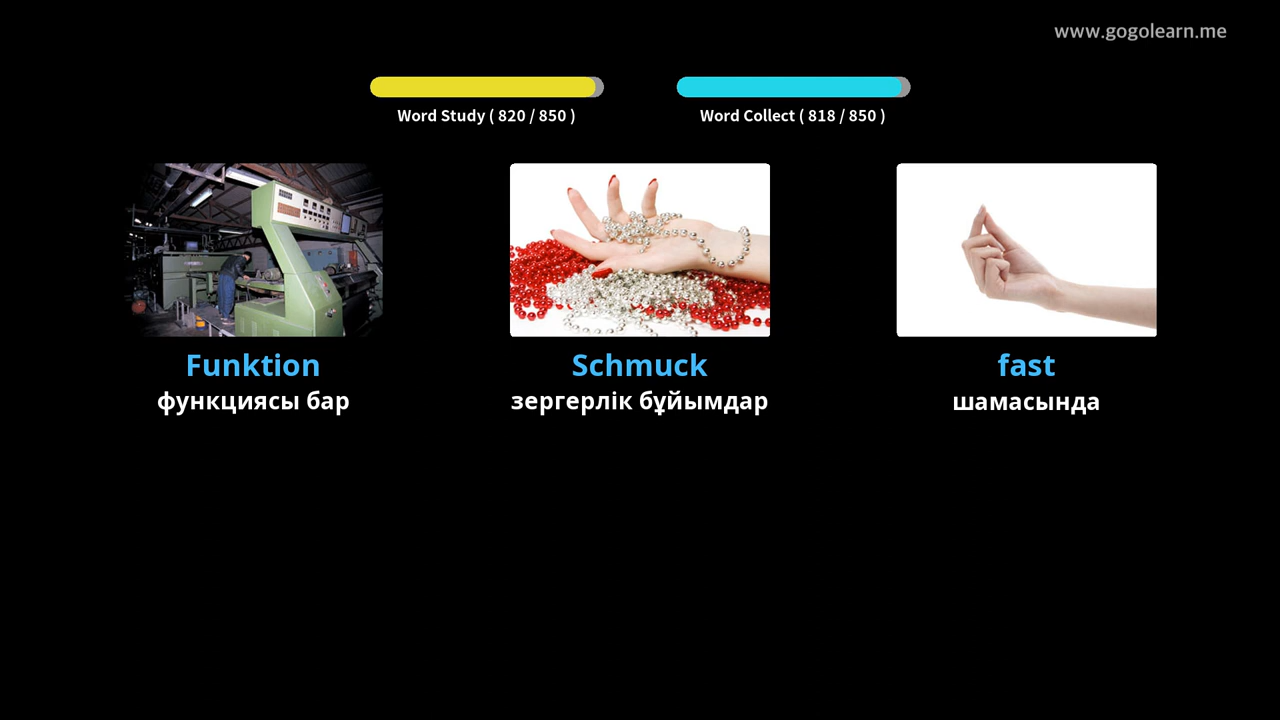 www.gogolearn.me
Word Study ( 820 / 850 )
Word Collect ( 818 / 850 )
Funktion
функциясы бар
Schmuck
зергерлік бұйымдар
fast
шамасында